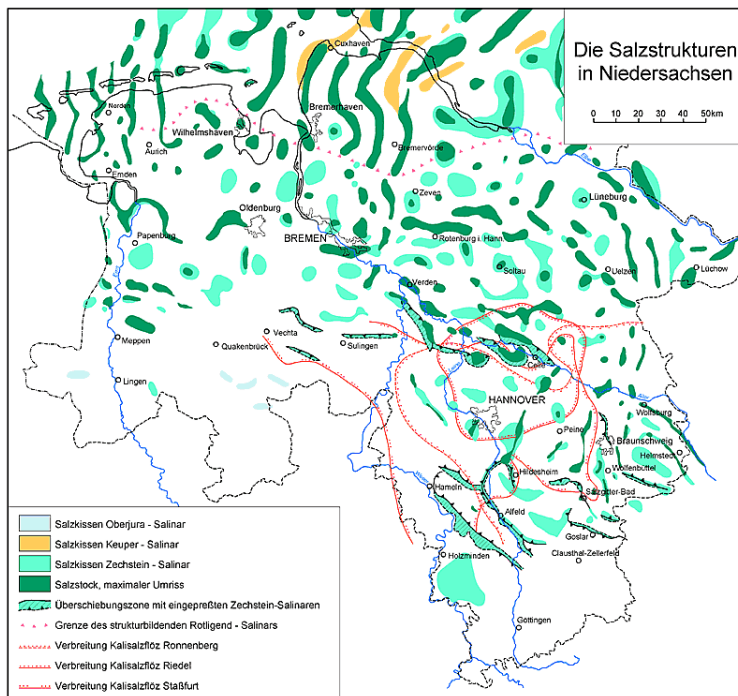 Die Salzstrukturen
in Niedersachsen
0 10 20 30 40 50km
Cuxhaven
Norden
Bremerhaven
Wilhelmshaven
Aurich
Bremervörde
Emden
Zeven
Lüneburg
Oldenburg
BREMEN
Papenburg
Rotenburg i. Hann.
Soltau
Uelzen
Lüchow
Verden
Meppen
Vechta
Quakenbrück
Sulingen
Celle
Lingen
HANNOVER
Wolfsburg
Peine
Braunschweig
Helmstedt
Hildesheim
Wolfenbüttel
Hameln
Salzgitter-Bad
Alfeld
Goslar
Clausthal-Zellerfeld
Holzminden
Göttingen
Salzkissen Oberjura - Salinar
Salzkissen Keuper - Salinar
Salzkissen Zechstein - Salinar
Salzstock, maximaler Umriss
Überschiebungszone mit eingepreßten Zechstein-Salinaren
Grenze des strukturbildenden Rotligend - Salinars
Verbreitung Kalisalzflöz Ronnenberg
Verbreitung Kalisalzflöz Riedel
Verbreitung Kalisalzflöz Staßfurt